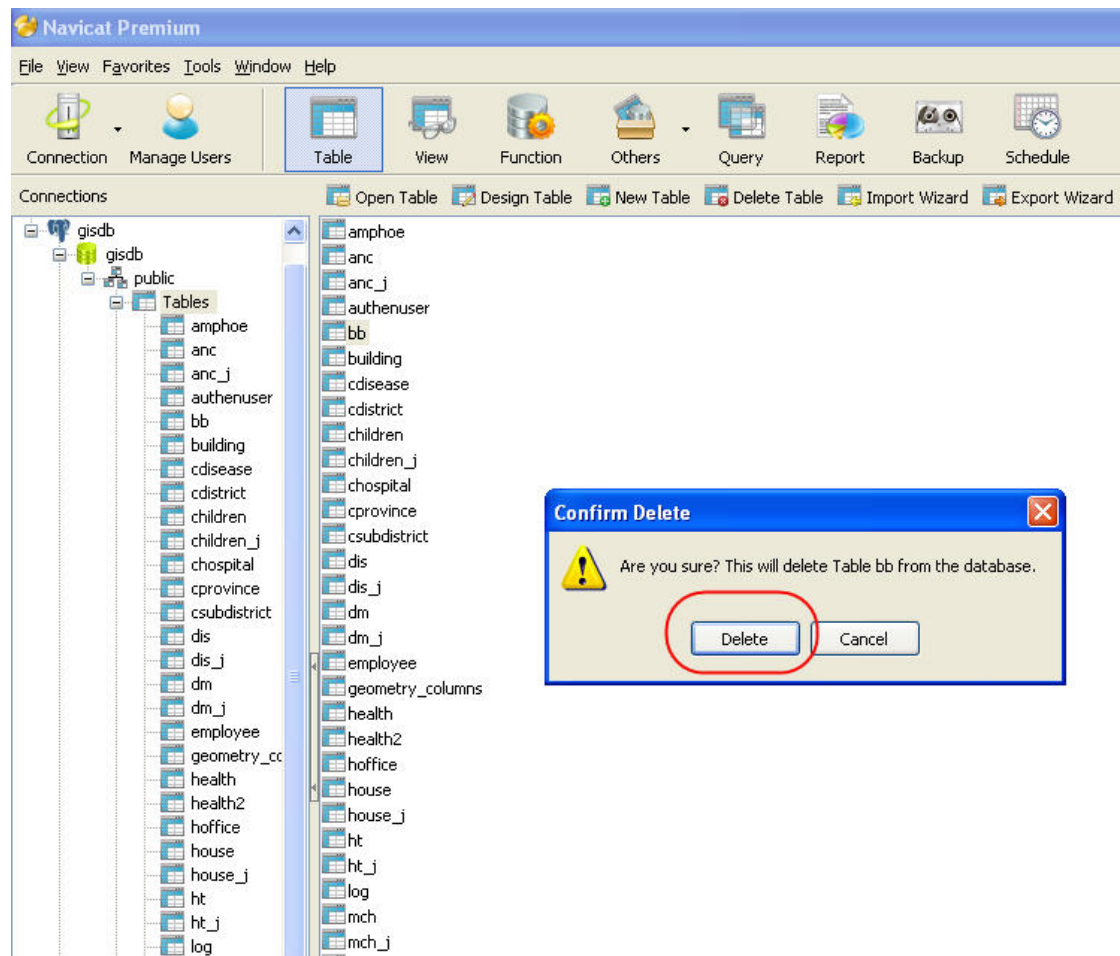 Navicat Premium
File View Favorites Tools Window Help
Connection Manage Users Table View Function Others Query Report Backup Schedule
Connections
Open Table Design Table New Table Delete Table Import Wizard Export Wizard
gisdb
gisdb
public
Tables
amphoe
anc
anc_j
authenuser
bb
building
cdisease
cdistrict
children
children_j
chospital
cprovince
csubdistrict
dis
dis_j
dm
dm_j
employee
geometry_cc
health
health2
hoffice
house
house_j
ht
ht_j
log
amphoe
anc
anc_j
authenuser
bb
building
cdisease
cdistrict
children
children_j
chospital
cprovince
csubdistrict
dis
dis_j
dm
dm_j
employee
geometry_columns
health
health2
hoffice
house
house_j
ht
ht_j
log
mch
mch_j
Confirm Delete
Are you sure? This will delete Table bb from the database.
Delete Cancel